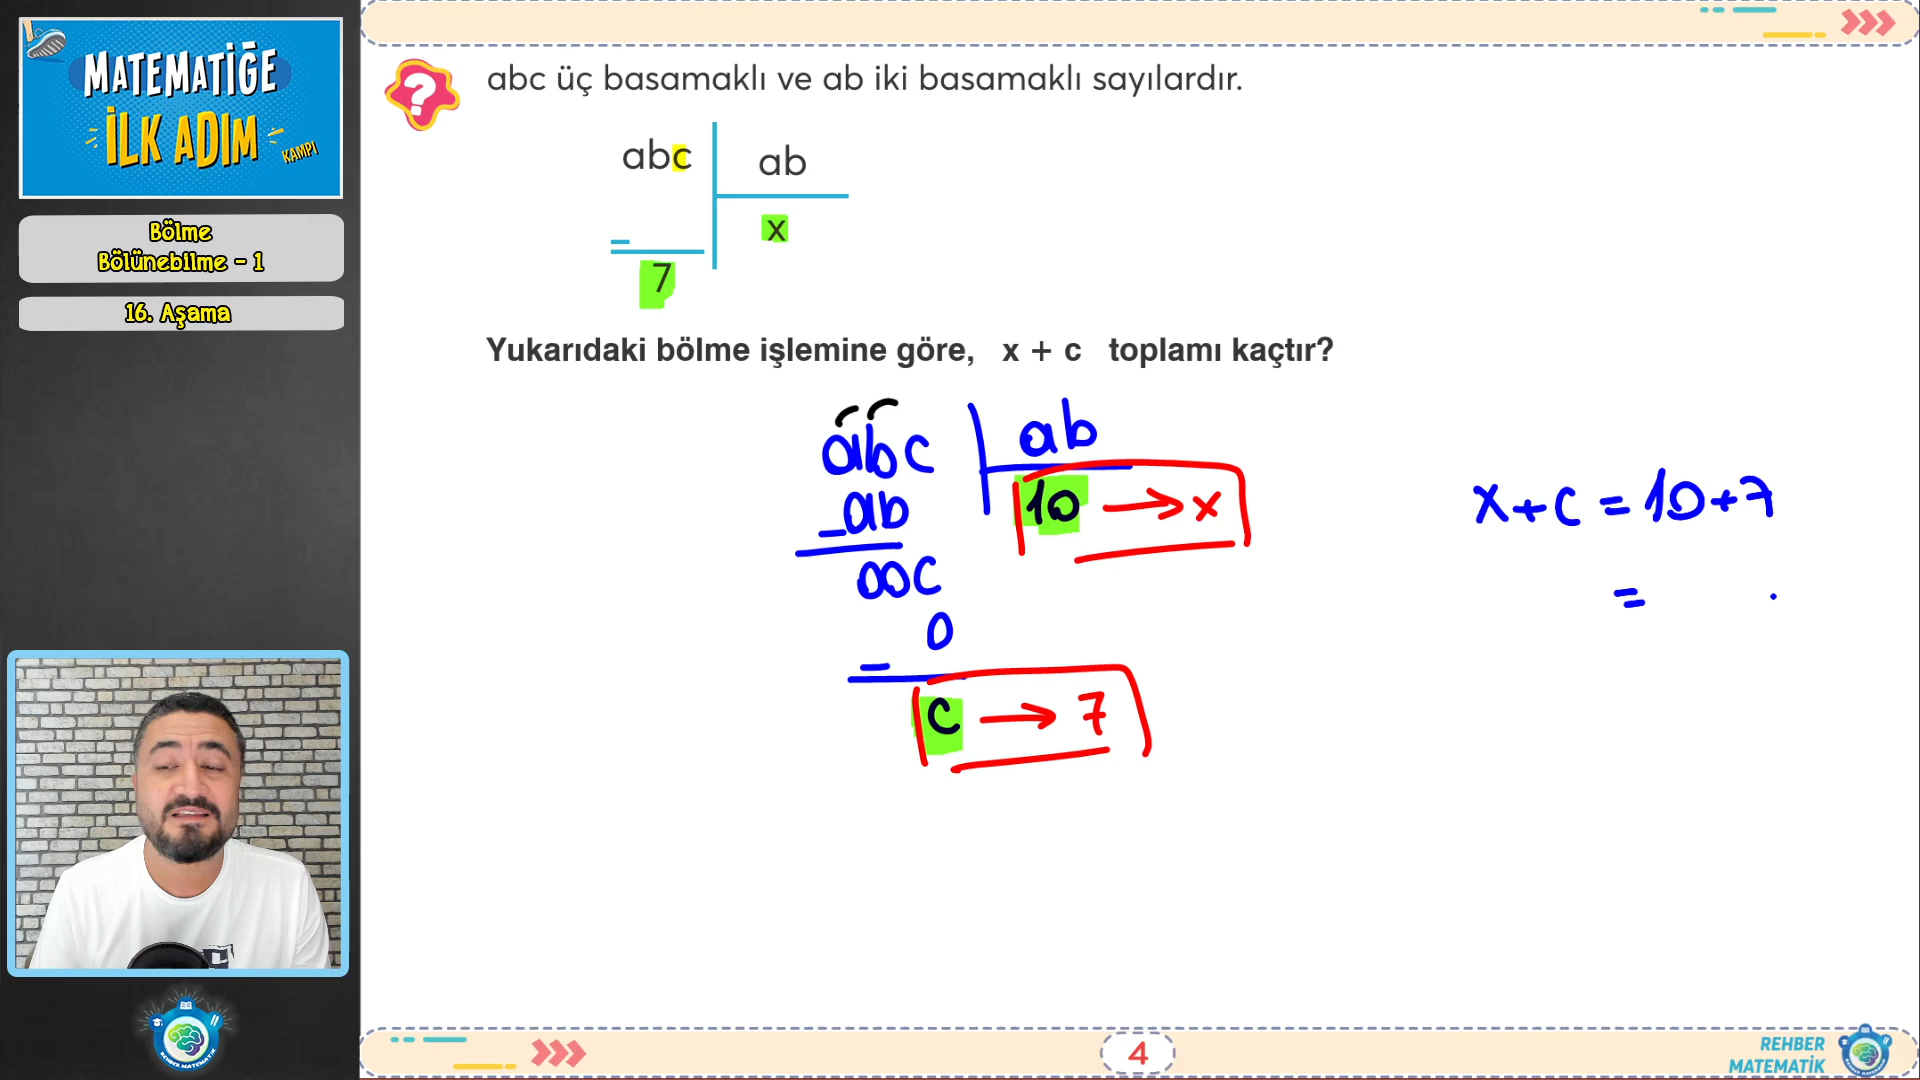 MATEMATİĞE
İLK ADIM
KAMPI
Bölme
Bölünebilme - 1
16. Aşama
abc üç basamaklı ve ab iki basamaklı sayılardır.
abc ab
x
7
Yukarıdaki bölme işlemine göre, x + c toplamı kaçtır?
abc ab
10 → x
ab
00c
0
c → 7
x+c = 10+7
=
REHBER MATEMATİK
4
REHBER
MATEMATİK